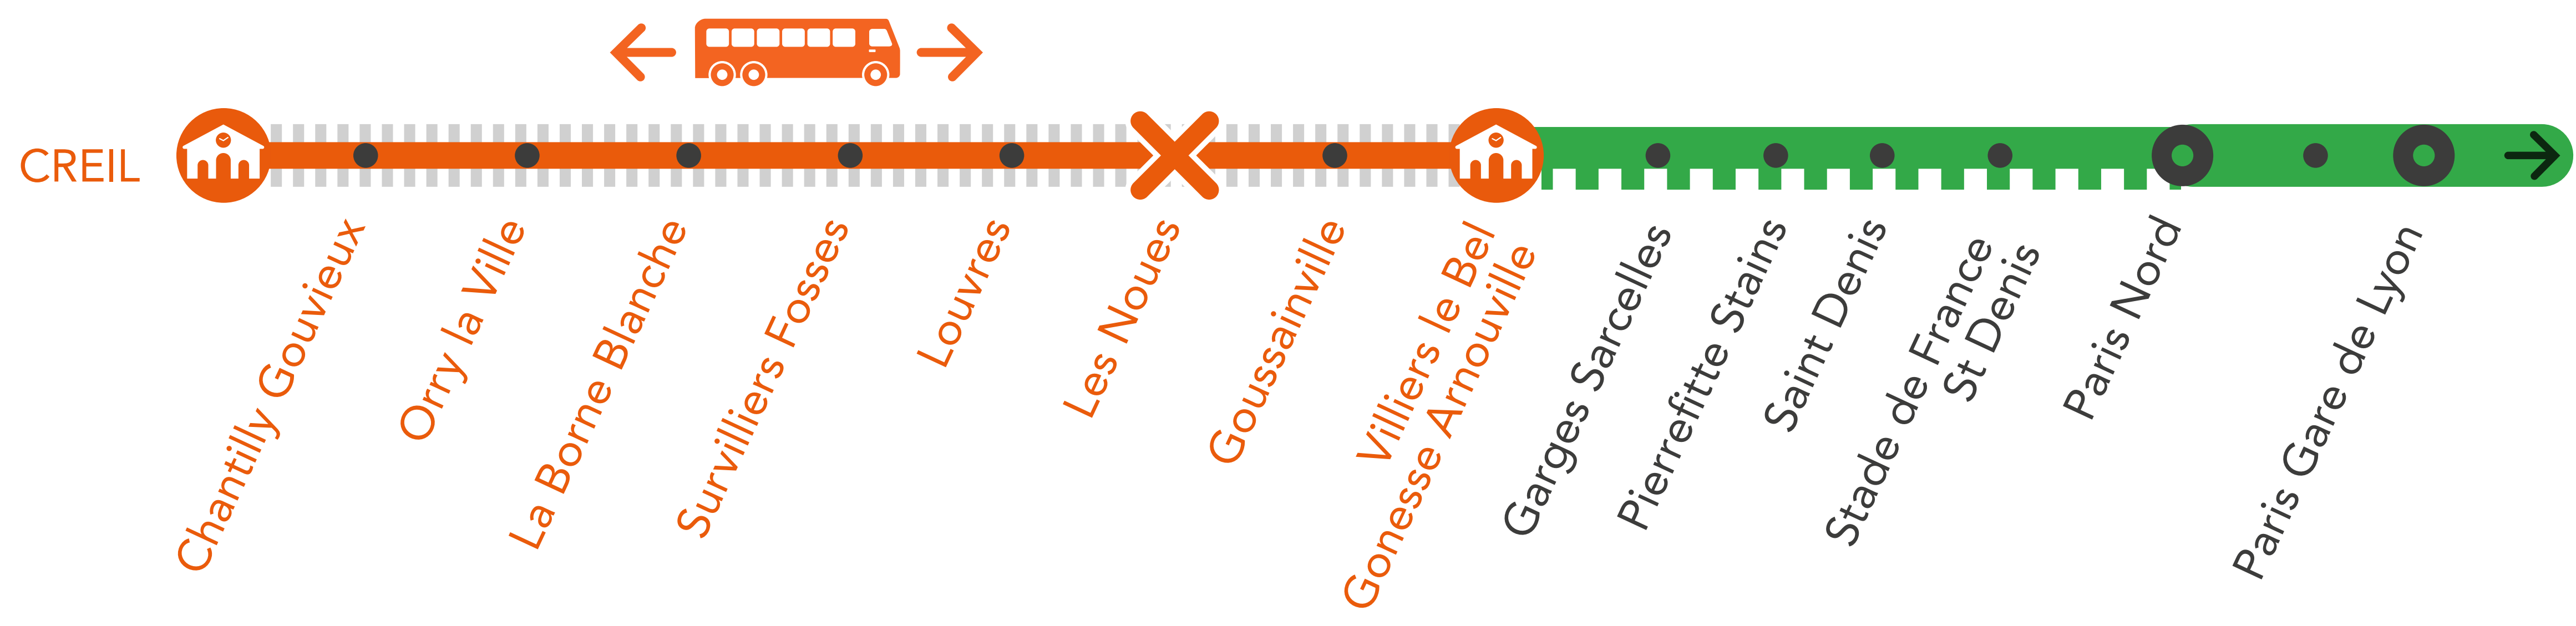 CREIL
Chantilly Gouvieux
Orry la Ville
La Borne Blanche
Survilliers Fosses
Louvres
Les Noues
Goussainville
Villiers le Bel
Gonesse Arnouville
Garges Sarcelles
Pierrefitte Stains
Saint Denis
Stade de France
St Denis
Paris Nord
Paris Gare de Lyon